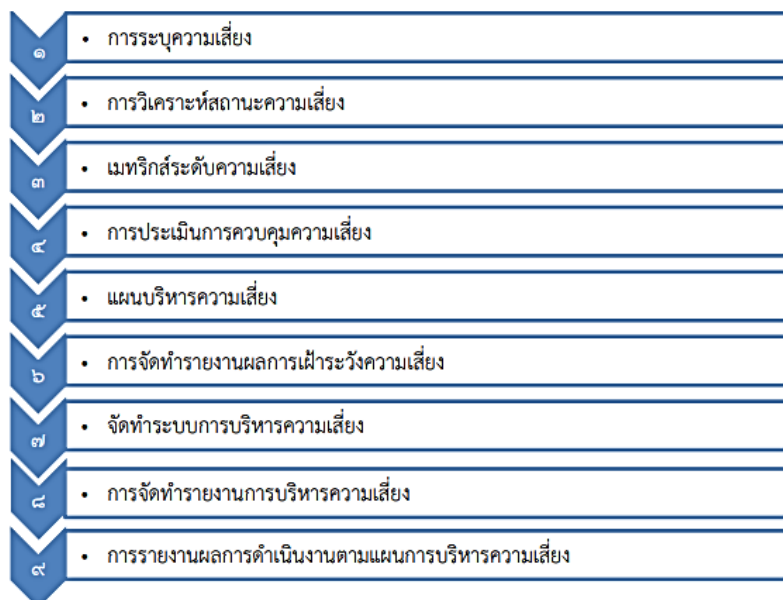 ๑ • การระบุความเสี่ยง
๒ • การวิเคราะห์สถานะความเสี่ยง
๓ • เมทริกส์ระดับความเสี่ยง
๔ • การประเมินการควบคุมความเสี่ยง
๕ • แผนบริหารความเสี่ยง
๖ • การจัดทำรายงานผลการเฝ้าระวังความเสี่ยง
๗ • จัดทำระบบการบริหารความเสี่ยง
๘ • การจัดทำรายงานการบริหารความเสี่ยง
๙ • การรายงานผลการดำเนินงานตามแผนการบริหารความเสี่ยง